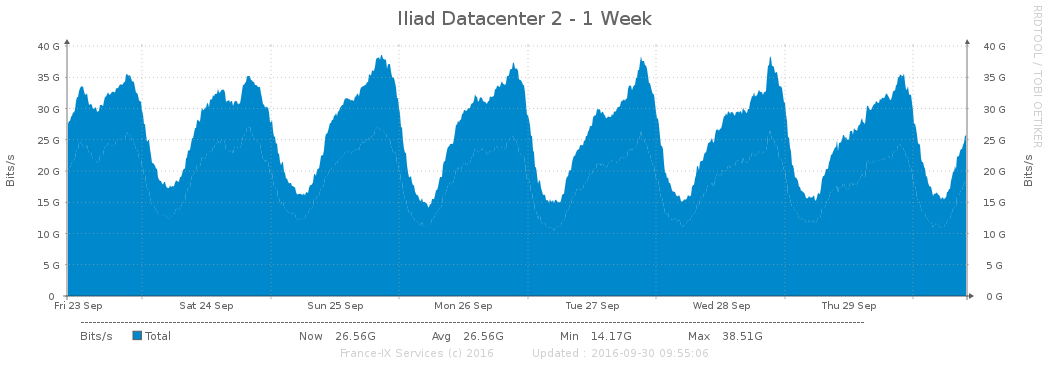 Iliad Datacenter 2 - 1 Week
RRDTOOL / TOBI OETIKER
40 G 40 G
35 G 35 G
30 G 30 G
25 G 25 G
20 G 20 G
15 G 15 G
10 G 10 G
5 G 5 G
0 0 G
Bits/s Bits/s
Fri 23 Sep Sat 24 Sep Sun 25 Sep Mon 26 Sep Tue 27 Sep Wed 28 Sep Thu 29 Sep
Bits/s Total Now 26.56G Avg 26.56G Min 14.17G Max 38.51G
France-IX Services (c) 2016 Updated : 2016-09-30 09:55:06